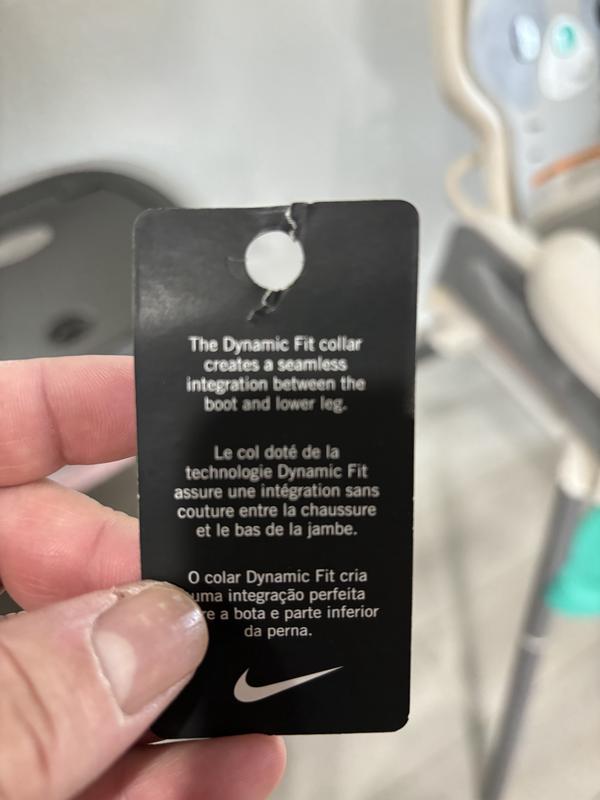 The Dynamic Fit collar
creates a seamless
integration between the
boot and lower leg.
Le col doté de la
technologie Dynamic Fit
assure une intégration sans
couture entre la chaussure
et le bas de la jambe.
O colar Dynamic Fit cria
uma integração perfeita
a bota e parte inferior
da perna.